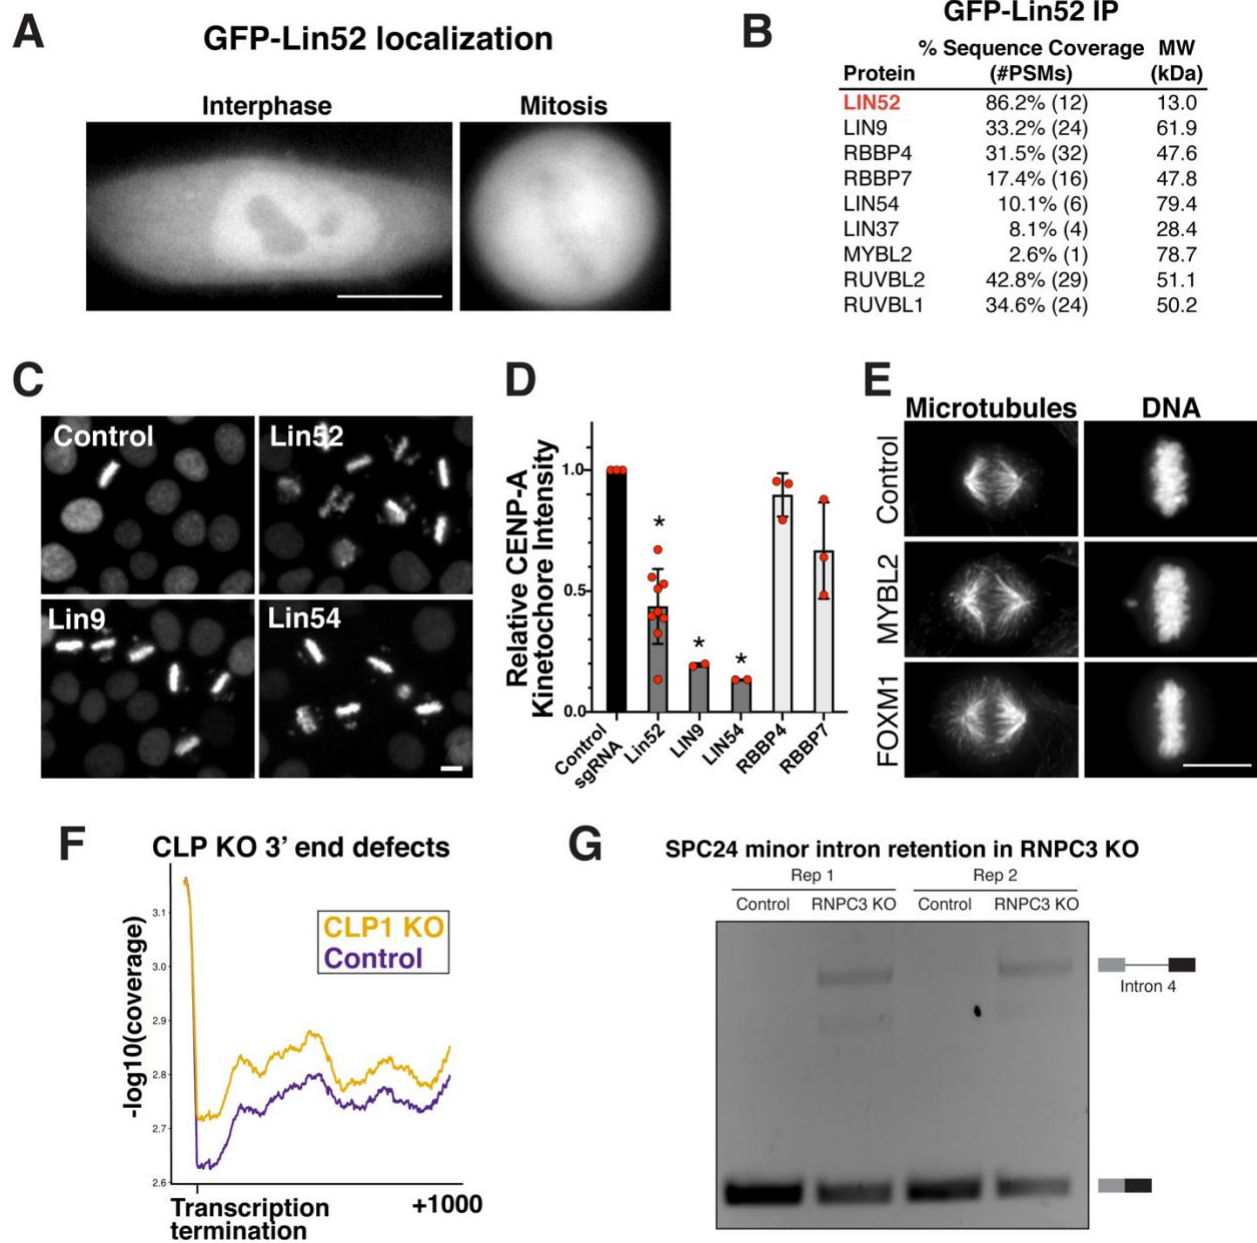 A
GFP-Lin52 localization
Interphase
Mitosis
B
GFP-Lin52 IP
% Sequence Coverage MW
Protein (#PSMs) (kDa)
LIN52 86.2% (12) 13.0
LIN9 33.2% (24) 61.9
RBBP4 31.5% (32) 47.6
RBBP7 17.4% (16) 47.8
LIN54 10.1% (6) 79.4
LIN37 8.1% (4) 28.4
MYBL2 2.6% (1) 78.7
RUVBL2 42.8% (29) 51.1
RUVBL1 34.6% (24) 50.2
C
Control
Lin52
Lin9
Lin54
D
Relative CENP-A
Kinetochore Intensity
1.0
0.5
0.0
*
*
*
Control
sgRNA
Lin52
LIN9
LIN54
RBBP4
RBBP7
E
Microtubules
DNA
Control
MYBL2
FOXM1
F
CLP KO 3’ end defects
-log10(coverage)
3.1
3.0
2.9
2.8
2.7
2.6
CLP1 KO
Control
Transcription
termination
+1000
G
SPC24 minor intron retention in RNPC3 KO
Rep 1
Rep 2
Control
RNPC3 KO
Control
RNPC3 KO
Intron 4